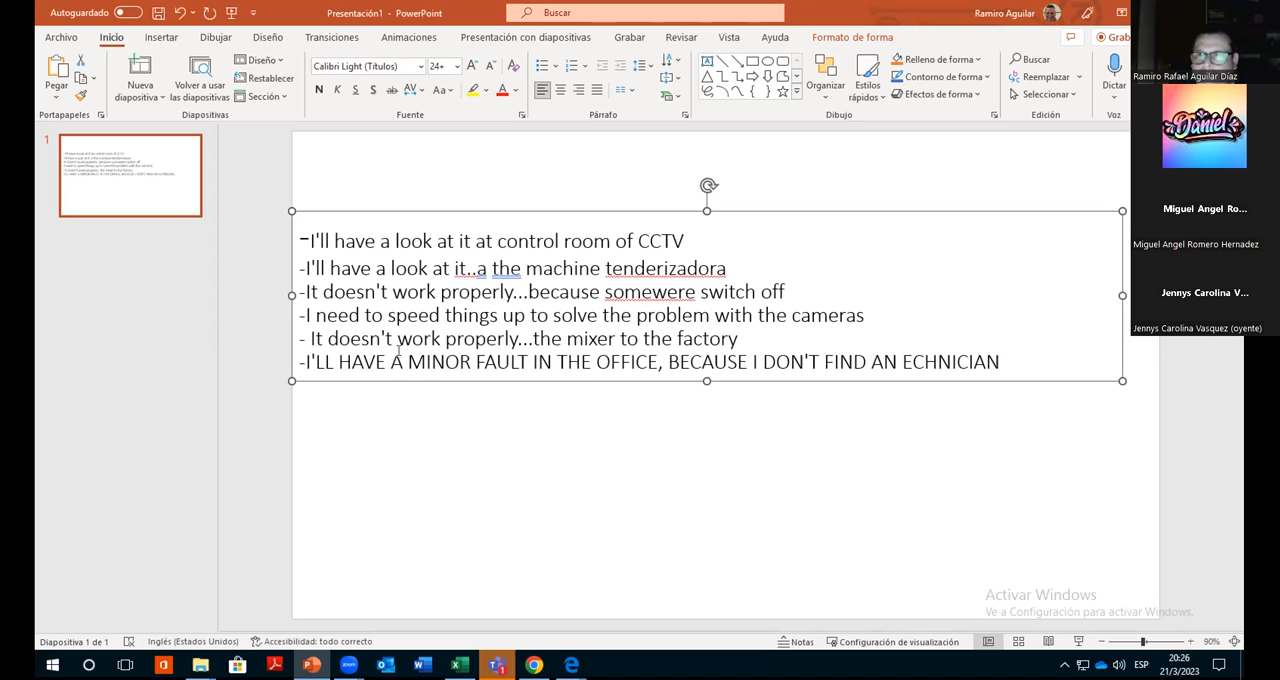 Autoguardado
Presentación1 - PowerPoint
Buscar
Ramiro Aguilar
Archivo Inicio Insertar Dibujar Diseño Transiciones Animaciones Presentación con diapositivas Grabar Revisar Vista Ayuda Formato de forma Grab
Pegar
Nueva diapositiva
Volver a usar las diapositivas
Diseño
Restablecer
Sección
Calibri Light (Títulos) 24+
N K S S ab AV Aa A
Organizar
Estilos rápidos
Relleno de forma
Contorno de forma
Efectos de forma
Buscar
Reemplazar
Seleccionar
Dictar
Portapapeles Diapositivas Fuente Párrafo Dibujo Edición Voz
1
-I'll have a look at it at control room of CCTV
-I'll have a look at it..a the machine tenderizadora
-It doesn't work properly...because somewere switch off
-I need to speed things up to solve the problem with the cameras
- It doesn't work properly...the mixer to the factory
-I'LL HAVE A MINOR FAULT IN THE OFFICE, BECAUSE I DON'T FIND AN ECHNICIAN
Ramiro Rafael Aguilar Díaz
Daniel
Miguel Angel Ro...
Miguel Angel Romero Hernadez
Jennys Carolina V...
Jennys Carolina Vasquez (oyente)
Activar Windows
Ve a Configuración para activar Windows.
Diapositiva 1 de 1 Inglés (Estados Unidos) Accesibilidad: todo correcto Notas Configuración de visualización 90%
zoom
ESP
20:26
21/3/2023